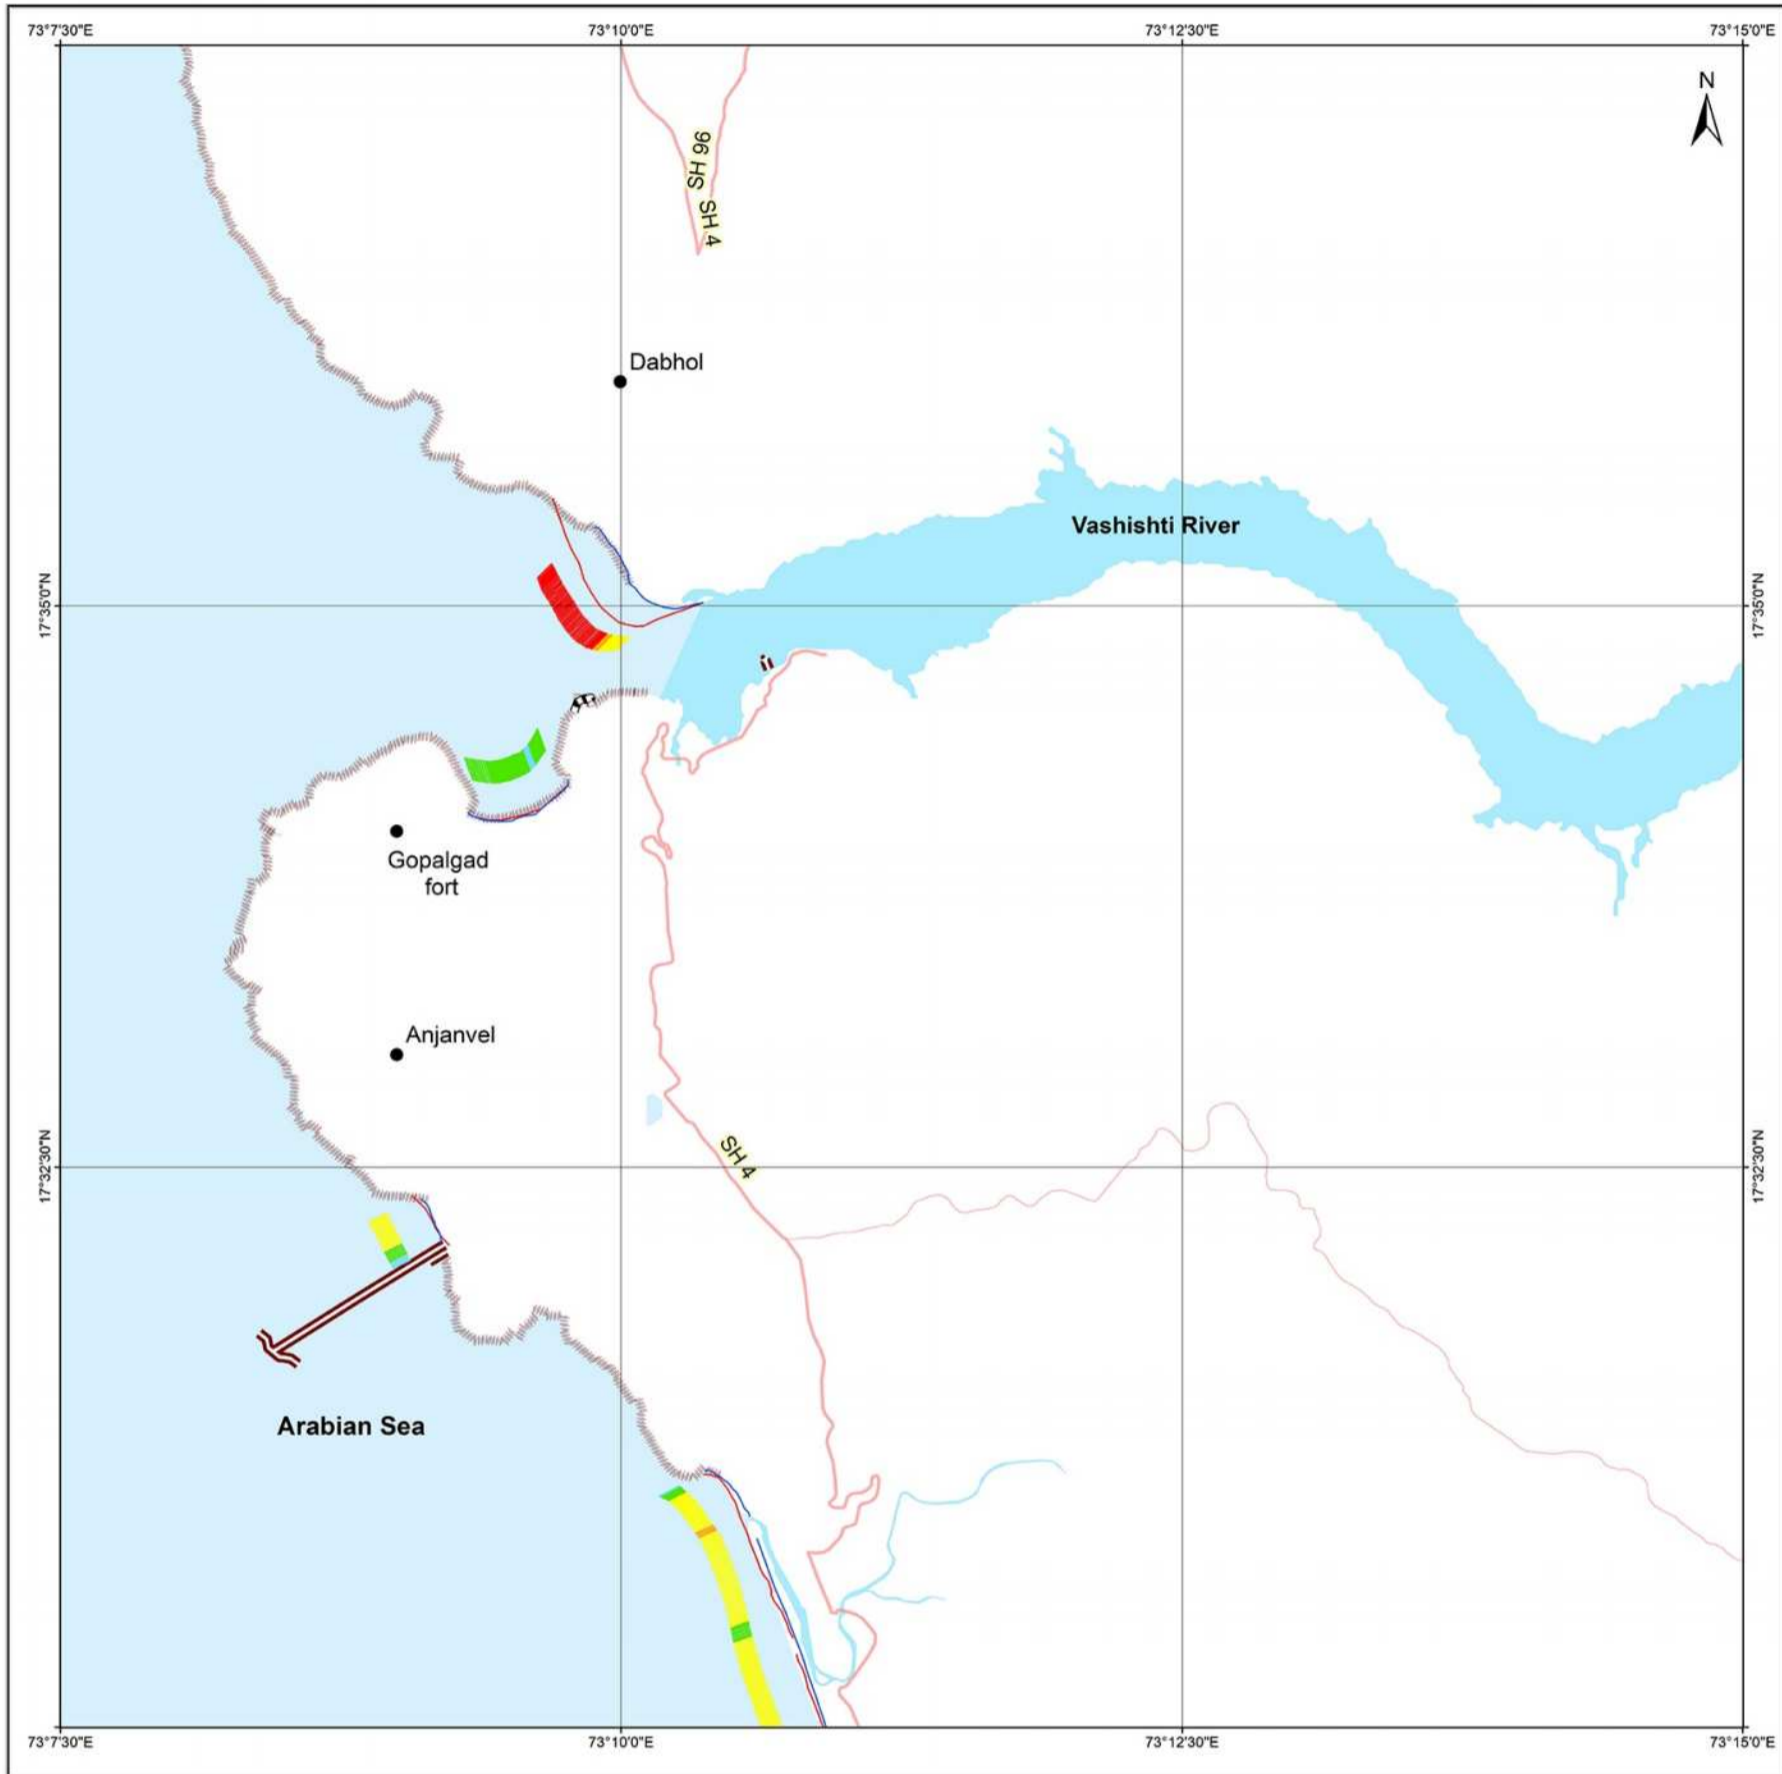 73°7'30"E
73°10'0"E
73°12'30"E
73°15'0"E
N
SH 96
SH 4
Dabhol
Vashishti River
17°35'0"N
17°35'0"N
Gopalgad
fort
Anjanvel
SH 4
17°32'30"N
17°32'30"N
Arabian Sea
73°7'30"E
73°10'0"E
73°12'30"E
73°15'0"E